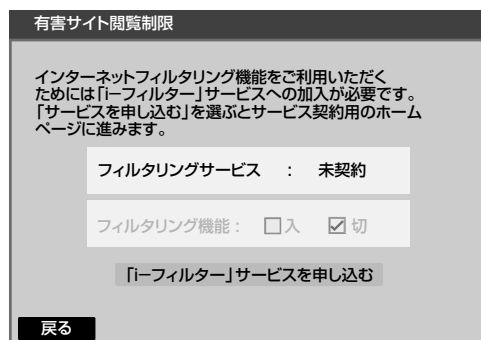 有害サイト閲覧制限
インターネットフィルタリング機能をご利用いただく
ためには「i−フィルター」サービスへの加入が必要です。
「サービスを申し込む」を選ぶとサービス契約用のホーム
ページに進みます。
フィルタリングサービス ： 未契約
フィルタリング機能： 入 切
「i−フィルター」サービスを申し込む
戻る